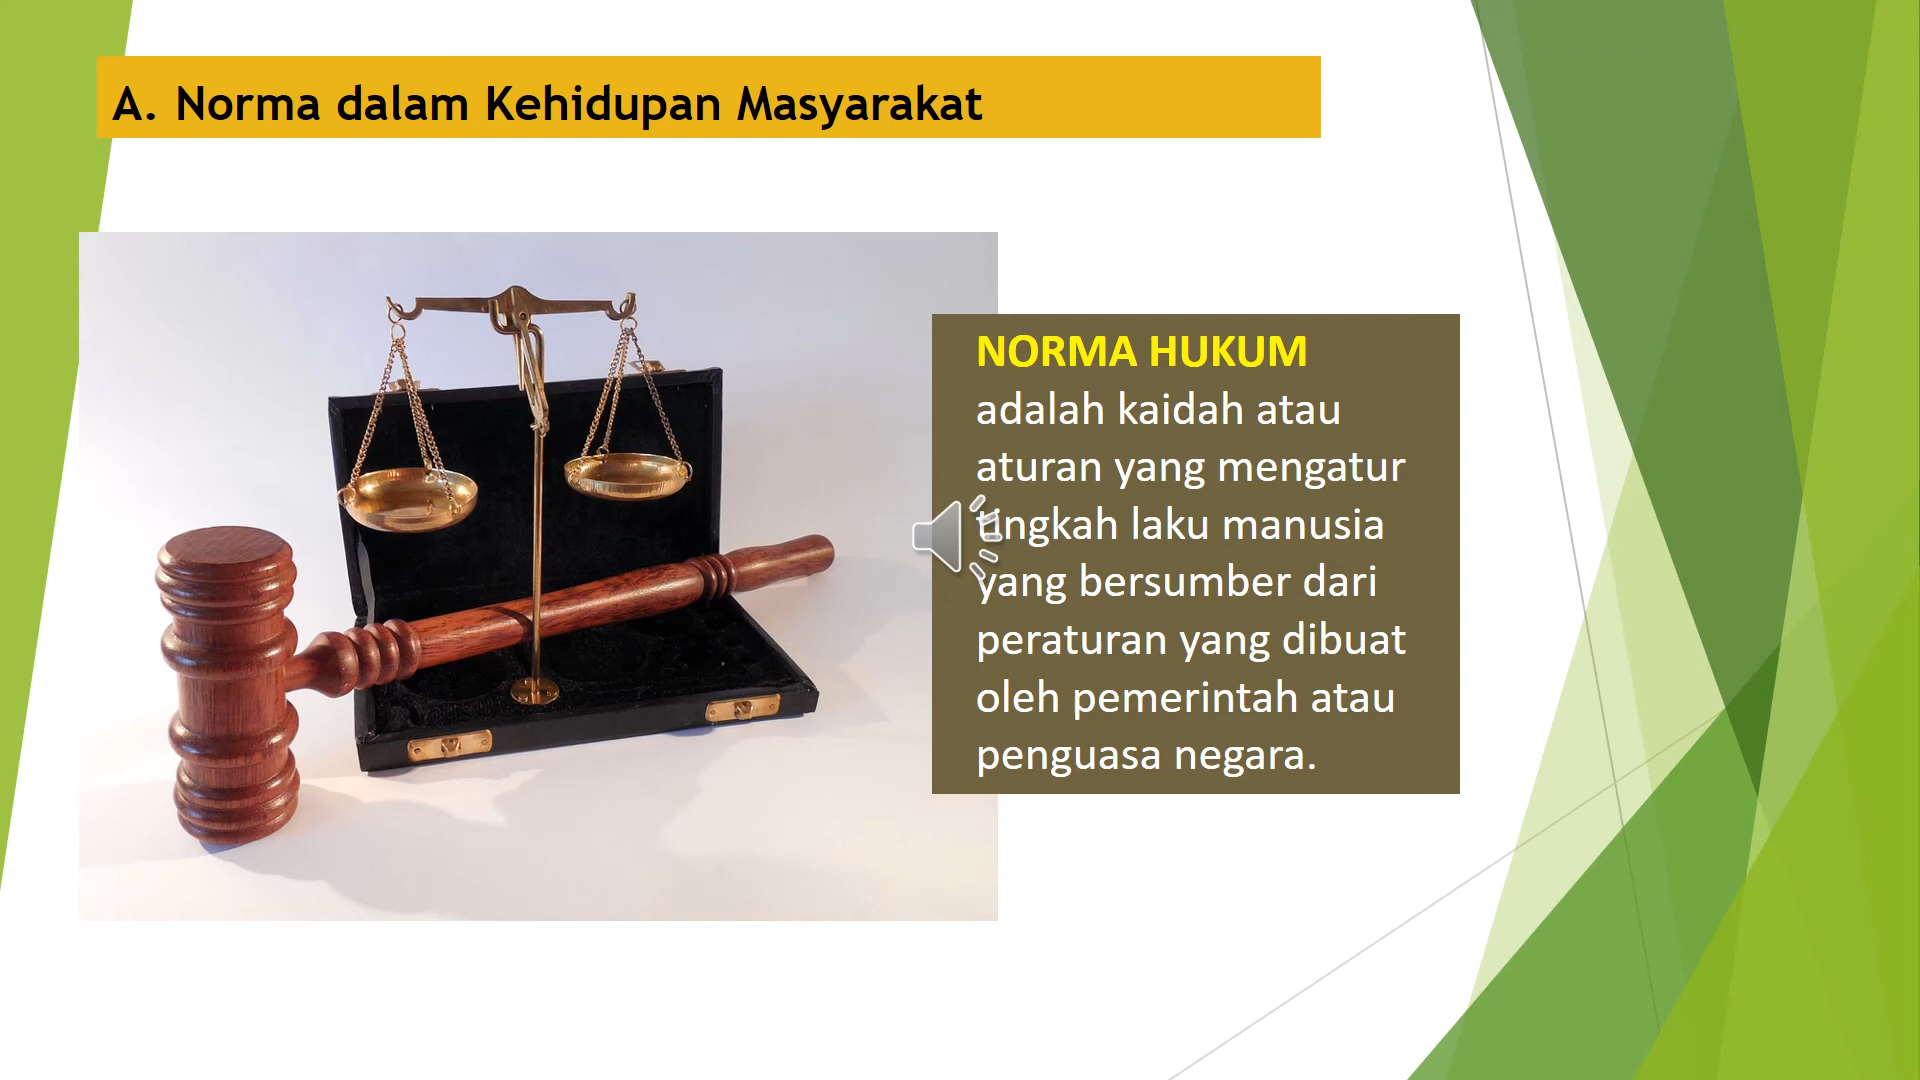 A. Norma dalam Kehidupan Masyarakat
NORMA HUKUM
adalah kaidah atau
aturan yang mengatur
tingkah laku manusia
yang bersumber dari
peraturan yang dibuat
oleh pemerintah atau
penguasa negara.